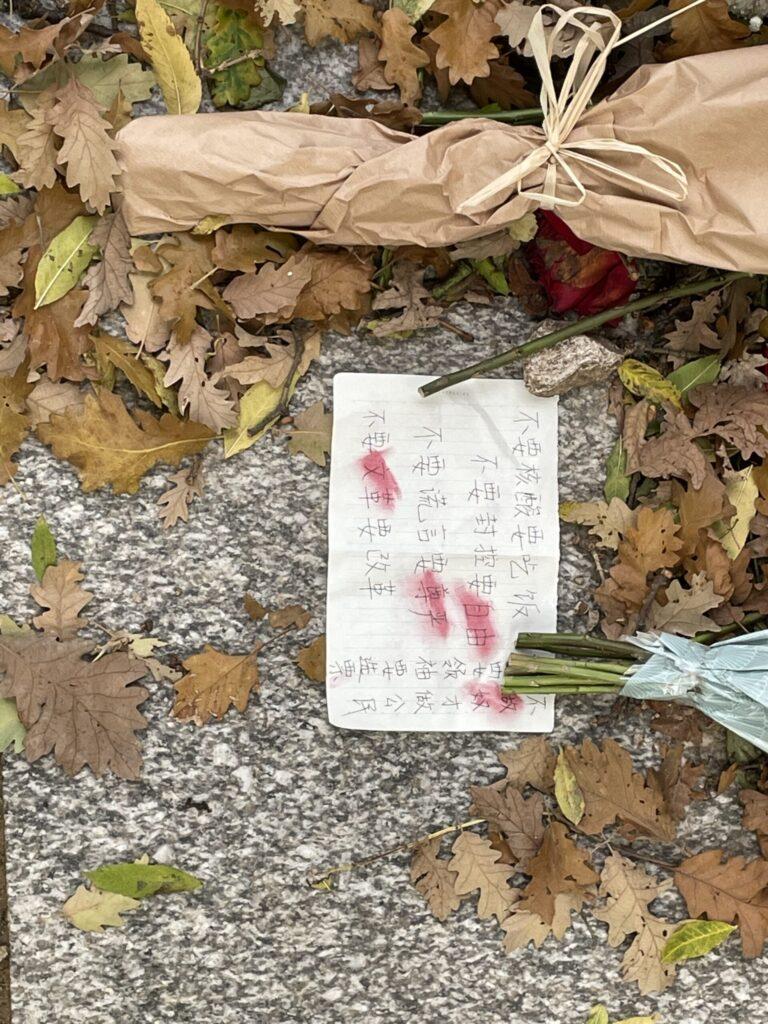 不要核酸要吃饭
不要封控要自由
不要谎言要尊严
不要文革要改革
要领袖要选票
不做奴才做公民